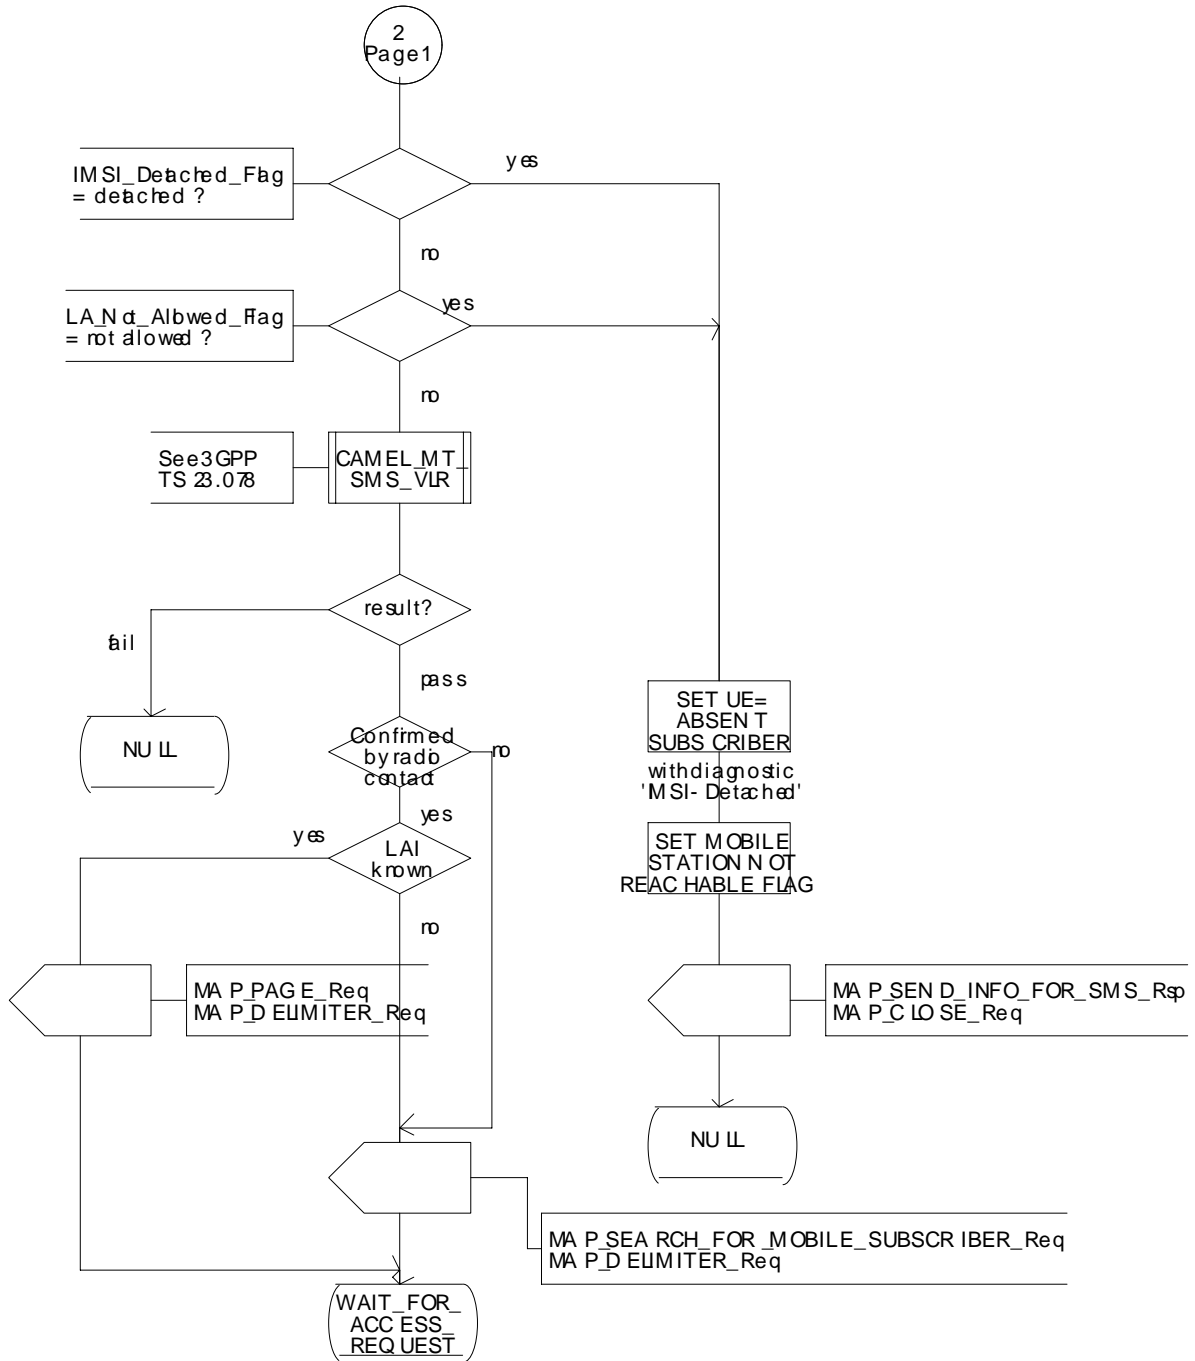 2
Page1
IMSI_Detached_Flag
= detached ?
yes
no
LA_Not_Allowed_Flag
= not allowed ?
yes
no
See 3GPP
TS 23.078
CAMEL_MT_
SMS_VLR
result?
fail
pass
NULL
Confirmed
by radio
contact
no
yes
SET UE=
ABSENT
SUBSCRIBER
with diagnostic
'IMSI- Detached'
yes
LAI
known
SET MOBILE
STATION NOT
REACHABLE FLAG
no
MAP_PAGE_Req
MAP_DELIMITER_Req
MAP_SEND_INFO_FOR_SMS_Rsp
MAP_CLOSE_Req
NULL
MAP_SEARCH_FOR_MOBILE_SUBSCRIBER_Req
MAP_DELIMITER_Req
WAIT_FOR_
ACCESS_
REQUEST